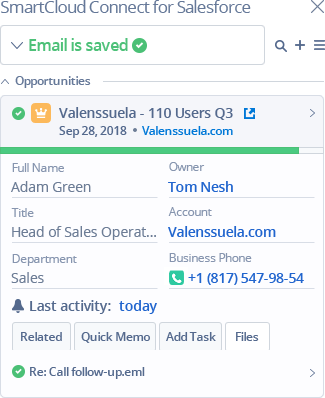 SmartCloud Connect for Salesforce
Email is saved
Opportunities
Valenssuela - 110 Users Q3
Sep 28, 2018 • Valenssuela.com
Full Name
Owner
Adam Green
Tom Nesh
Title
Account
Head of Sales Operat...
Valenssuela.com
Department
Business Phone
Sales
+1 (817) 547-98-54
Last activity: today
Related Quick Memo Add Task Files
Re: Call follow-up.eml